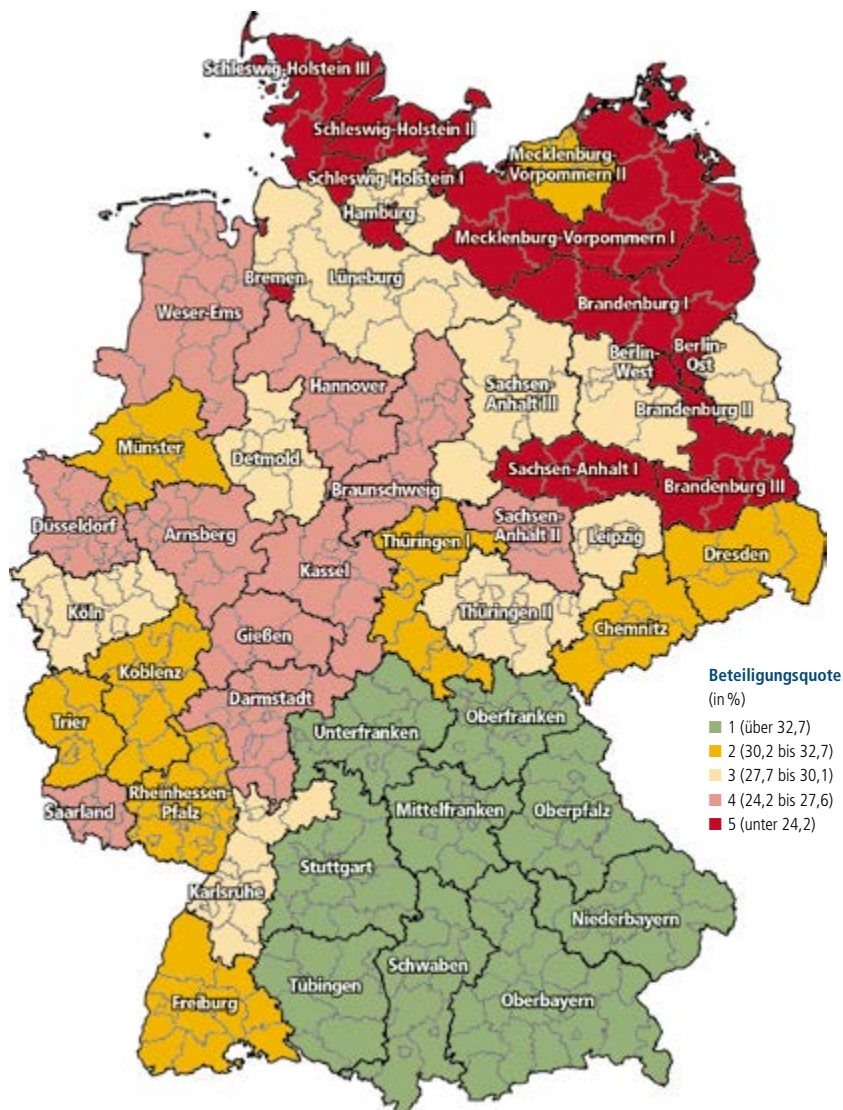 Schleswig-Holstein III
Schleswig-Holstein II
Mecklenburg-
Vorpommern II
Schleswig-Holstein I
Hamburg
Mecklenburg-Vorpommern I
Bremen
Lüneburg
Brandenburg I
Weser-Ems
Berlin-
Ost
Berlin-
West
Hannover
Sachsen-
Anhalt III
Brandenburg II
Münster
Detmold
Sachsen-Anhalt I
Brandenburg III
Braunschweig
Düsseldorf
Arnsberg
Sachsen-
Anhalt II
Leipzig
Thüringen I
Dresden
Kassel
Köln
Thüringen II
Chemnitz
Gießen
Koblenz
Darmstadt
Trier
Unterfranken
Oberfranken
Rheinhessen-
Pfalz
Saarland
Mittelfranken
Oberpfalz
Stuttgart
Karlsruhe
Niederbayern
Schwaben
Tübingen
Freiburg
Oberbayern
Beteiligungsquote
(in %)
1 (über 32,7)
2 (30,2 bis 32,7)
3 (27,7 bis 30,1)
4 (24,2 bis 27,6)
5 (unter 24,2)